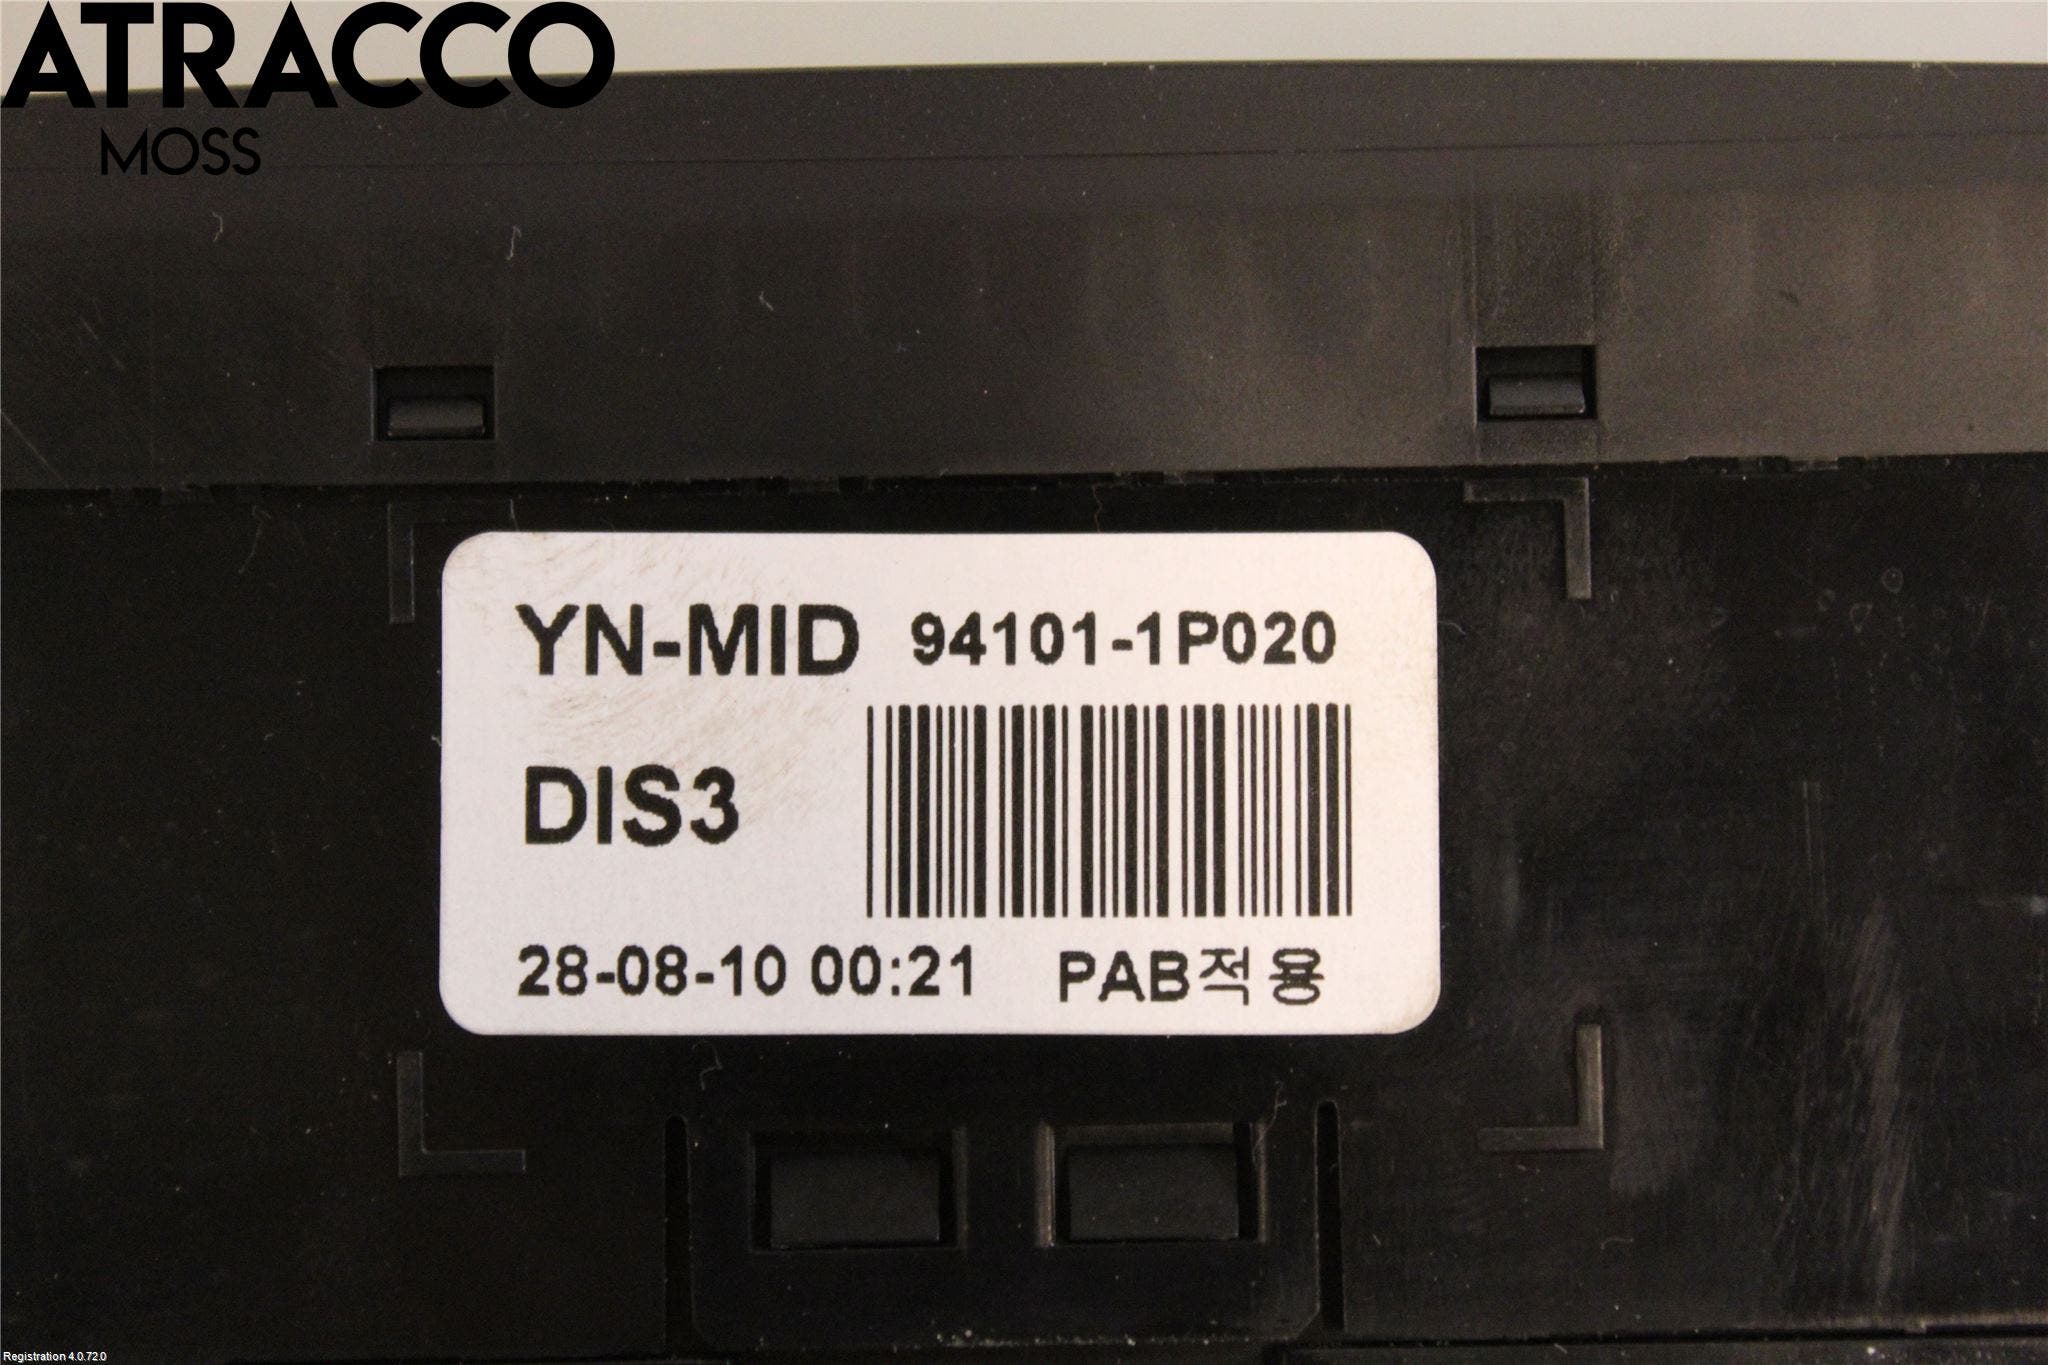 ATRACCO
MOSS
YN-MID 94101-1P020
DIS3
28-08-10 00:21 PAB적용
Registration 4.0.72.0